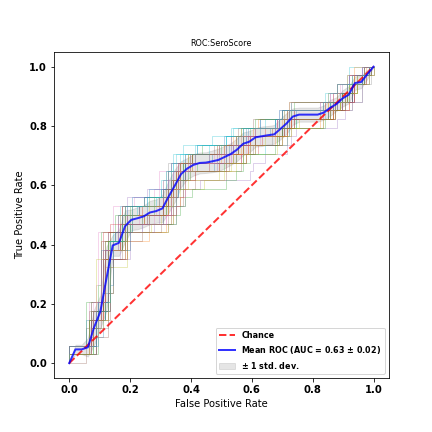 ROC:SeroScore
True Positive Rate
1.0
0.8
0.6
0.4
0.2
0.0
Chance
Mean ROC (AUC = 0.63 ± 0.02)
± 1 std. dev.
0.0 0.2 0.4 0.6 0.8 1.0
False Positive Rate